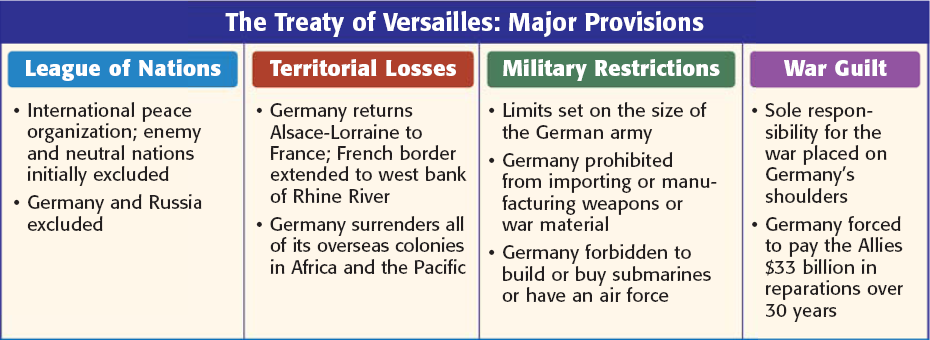 The Treaty of Versailles: Major Provisions
League of Nations
• International peace
organization; enemy
and neutral nations
initially excluded
• Germany and Russia
excluded
Territorial Losses
• Germany returns
Alsace-Lorraine to
France; French border
extended to west bank
of Rhine River
• Germany surrenders all
of its overseas colonies
in Africa and the Pacific
Military Restrictions
• Limits set on the size of
the German army
• Germany prohibited
from importing or manu-
facturing weapons or
war material
• Germany forbidden to
build or buy submarines
or have an air force
War Guilt
• Sole respon-
sibility for the
war placed on
Germany's
shoulders
• Germany forced
to pay the Allies
$33 billion in
reparations over
30 years